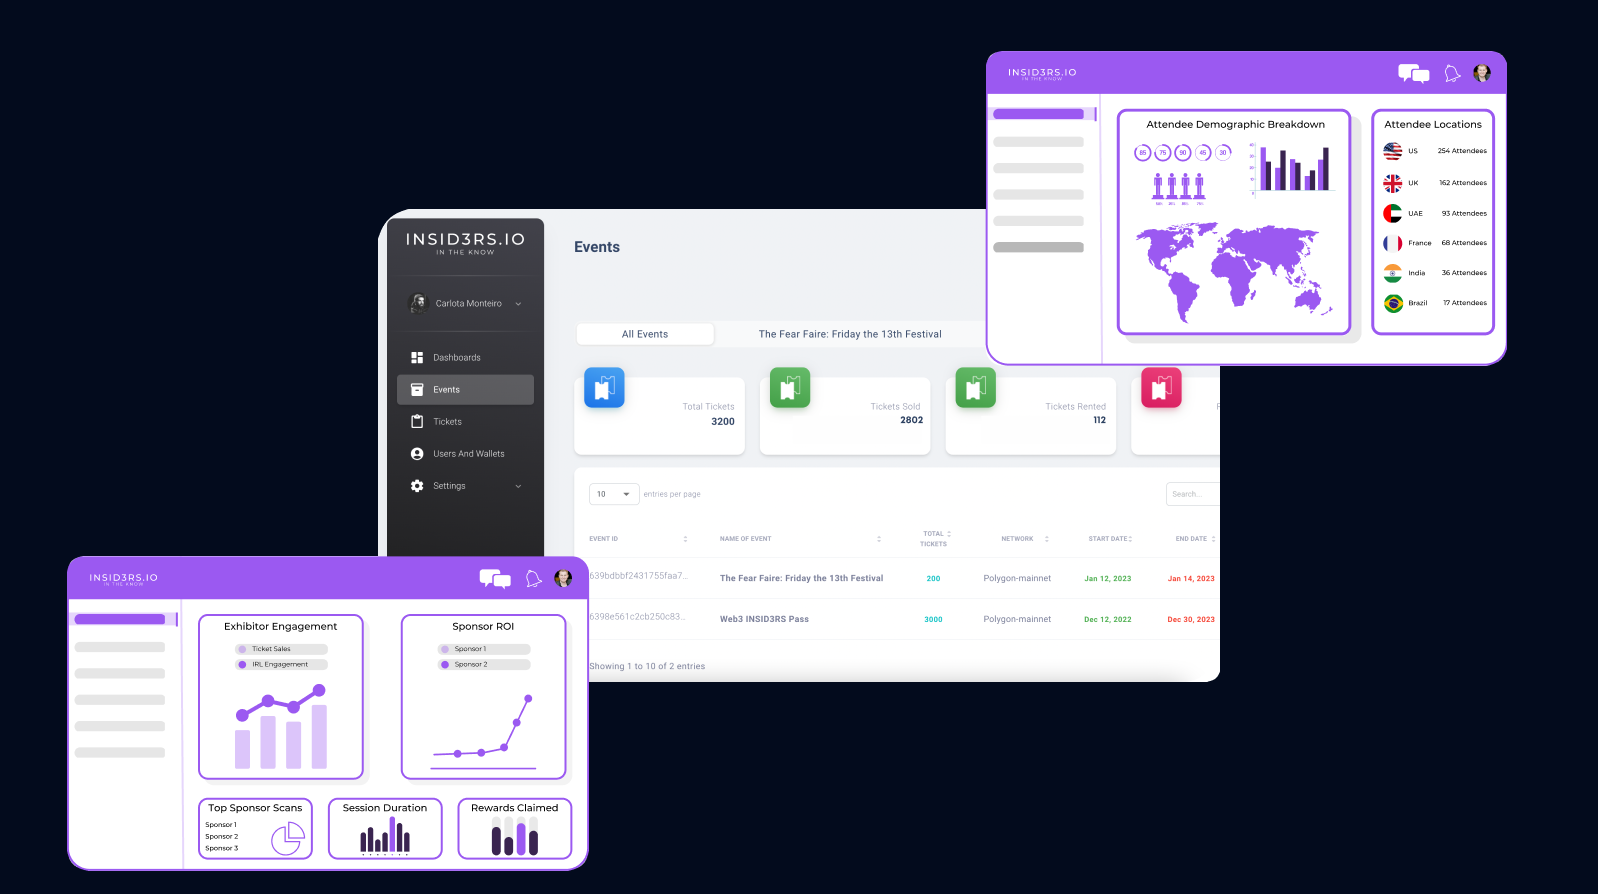 INSID3RS.IO
IN THE KNOW
Attendee Demographic Breakdown
85 75 90 45 30
Attendee Locations
US 254 Attendees
UK 162 Attendees
UAE 93 Attendees
France 68 Attendees
India 36 Attendees
Brazil 17 Attendees
INSID3RS.IO
IN THE KNOW
Carlota Monteiro
Dashboards
Events
Tickets
Users And Wallets
Settings
Events
All Events The Fear Faire: Friday the 13th Festival
Total Tickets
3200
Tickets Sold
2802
Tickets Rented
112
10 entries per page
Search...
EVENT ID NAME OF EVENT TOTAL TICKETS NETWORK START DATE END DATE
639bdbbf2431755faa7... The Fear Faire: Friday the 13th Festival 200 Polygon-mainnet Jan 12, 2023 Jan 14, 2023
6398e561c2cb250c83... Web3 INSID3RS Pass 3000 Polygon-mainnet Dec 12, 2022 Dec 30, 2023
Showing 1 to 10 of 2 entries
INSID3RS.IO
IN THE KNOW
Exhibitor Engagement
Ticket Sales
IRL Engagement
Sponsor ROI
Sponsor 1
Sponsor 2
Top Sponsor Scans
Sponsor 1
Sponsor 2
Sponsor 3
Session Duration
Rewards Claimed